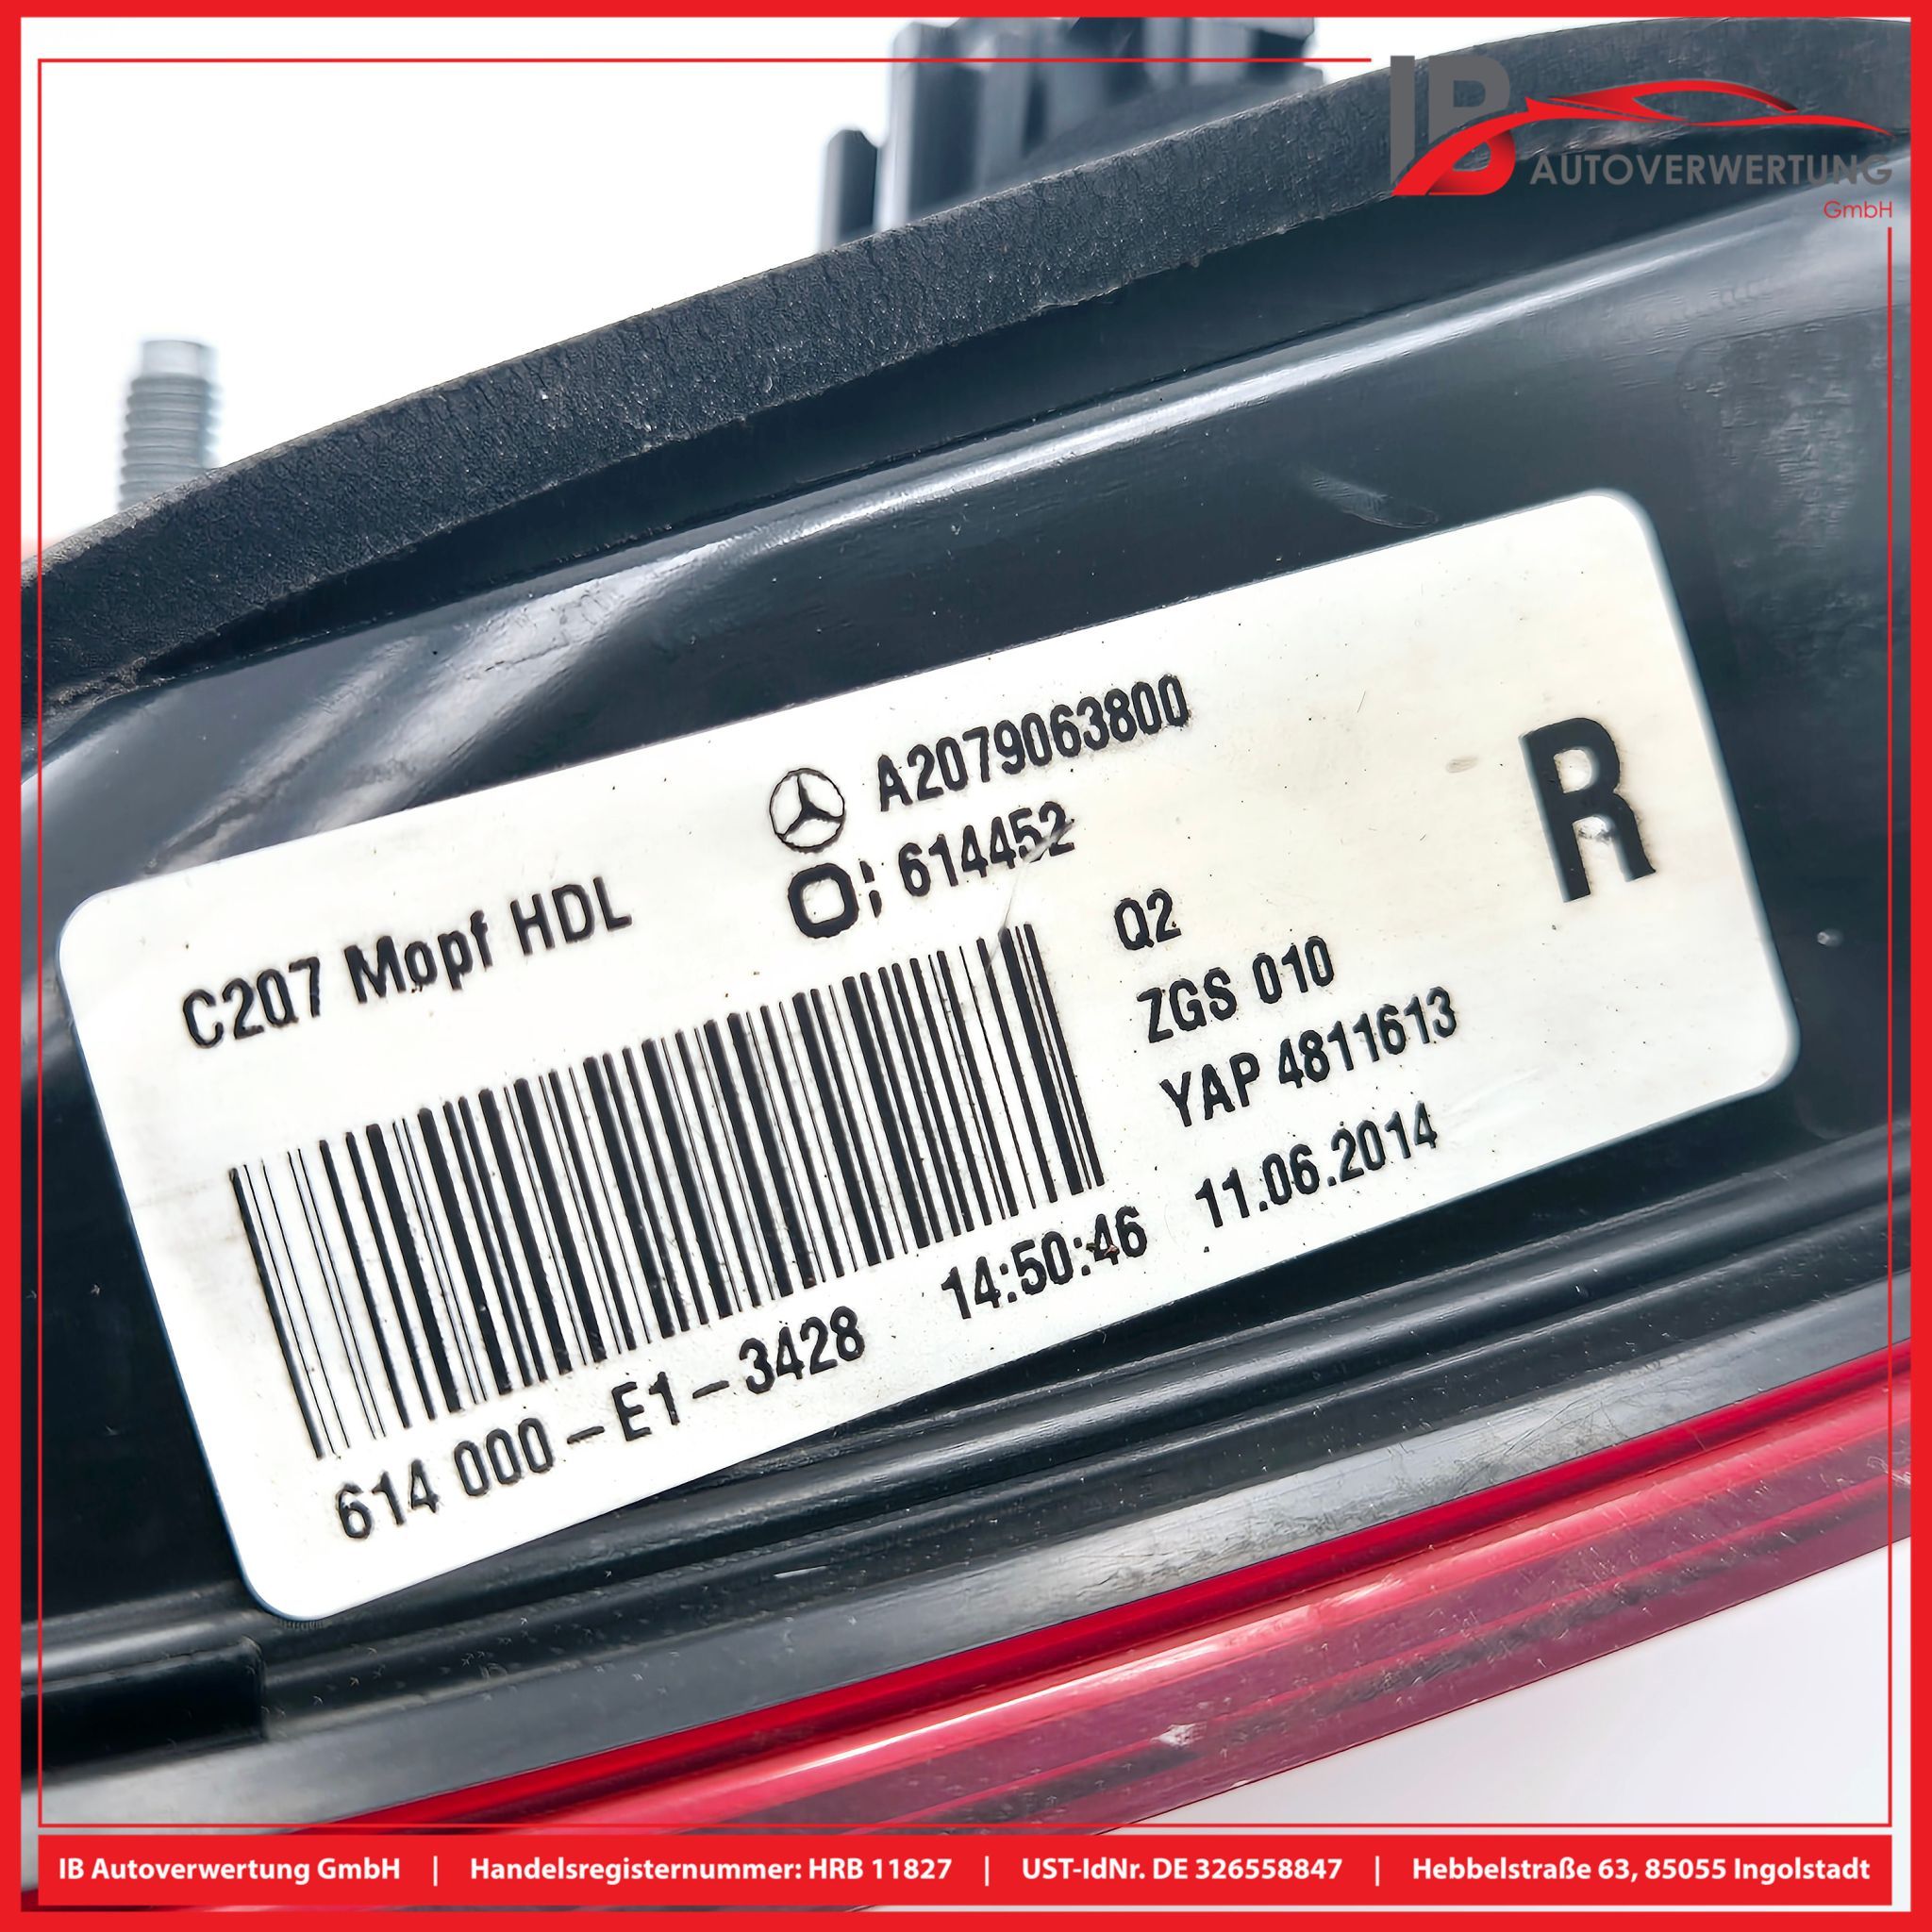 IB
AUTOVERWERTUNG
GmbH
A2079063800
614452
R
C207 Mopf HDL
Q2
ZGS 010
YAP 4811613
614 000-E1-3428 14:50:46 11.06.2014
IB Autoverwertung GmbH | Handelsregisternummer: HRB 11827 | UST-IdNr. DE 326558847 | Hebbelstraße 63, 85055 Ingolstadt